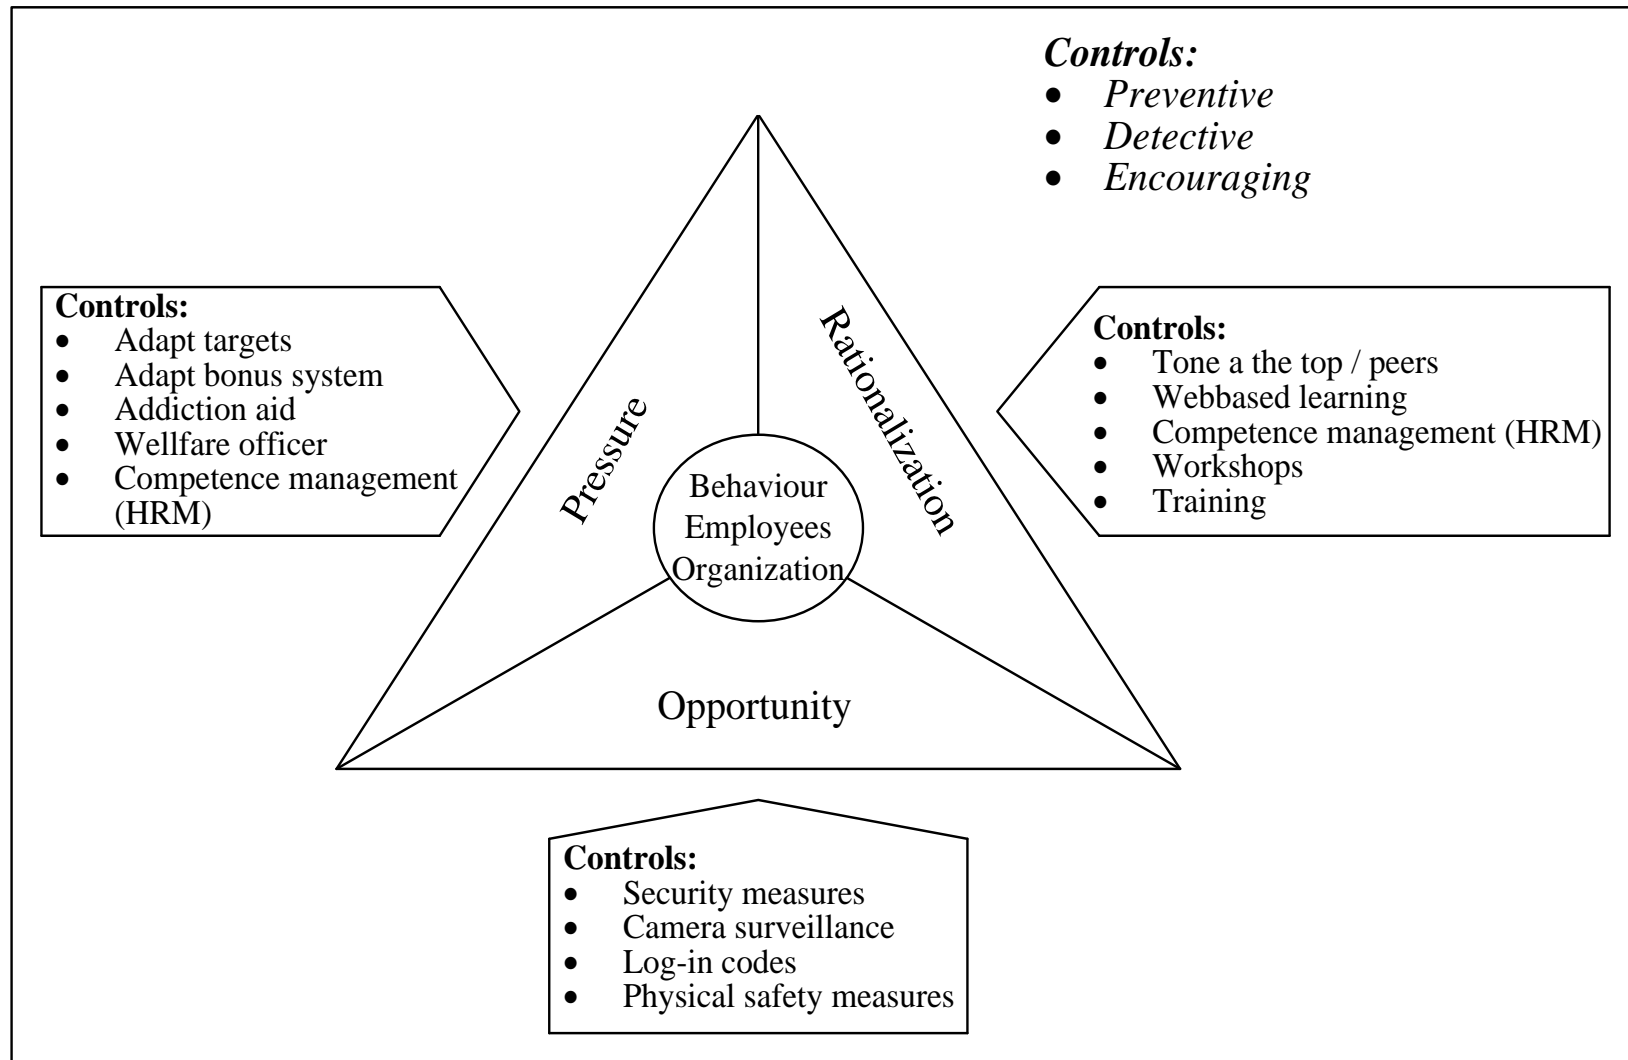 Controls:
• Preventive
• Detective
• Encouraging
Controls:
• Adapt targets
• Adapt bonus system
• Addiction aid
• Wellfare officer
• Competence management
(HRM)
Pressure
Rationalization
Behaviour
Employees
Organization
Opportunity
Controls:
• Tone a the top / peers
• Webbased learning
• Competence management (HRM)
• Workshops
• Training
Controls:
• Security measures
• Camera surveillance
• Log-in codes
• Physical safety measures